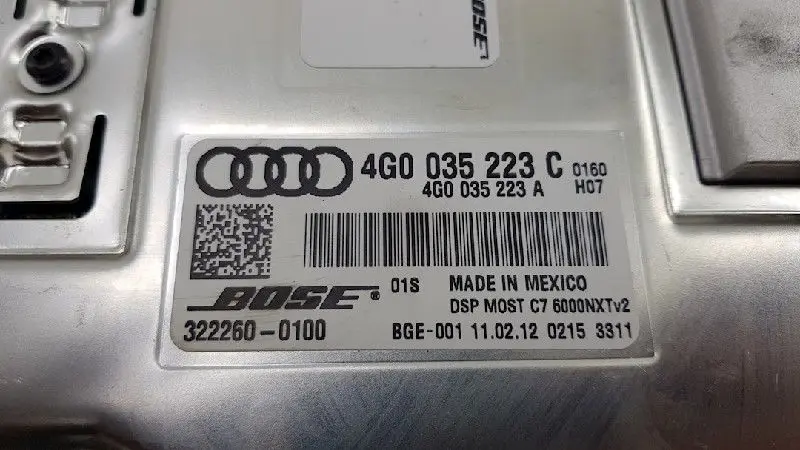 BOSE
4G0 035 223 C 0160
4G0 035 223 A H07
BOSE® 01S MADE IN MEXICO
DSP MOST C7 6000NXTv2
322260-0100 BGE-001 11.02.12 0215 3311